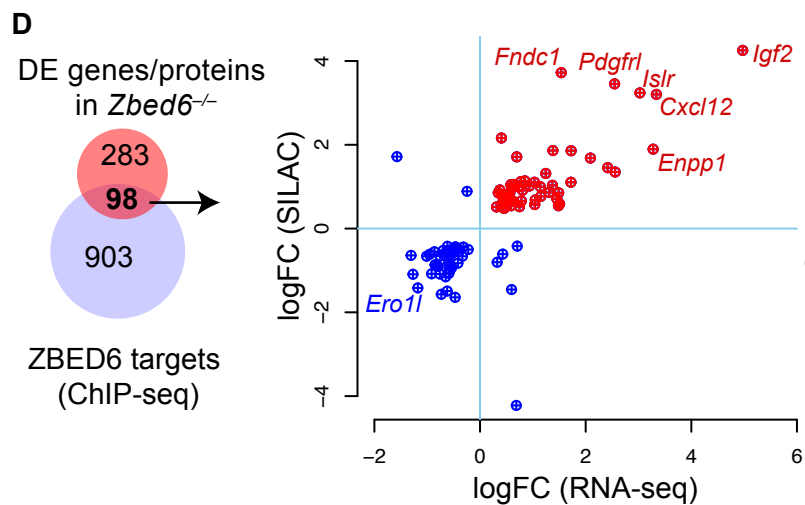 D
DE genes/proteins
in Zbed6–/–
283
98
903
ZBED6 targets
(ChIP-seq)
logFC (SILAC)
4
2
0
−2
−4
Fndc1
Pdgfrl
Igf2
Islr
Cxcl12
Enpp1
Ero1l
−2
0
2
4
6
logFC (RNA-seq)